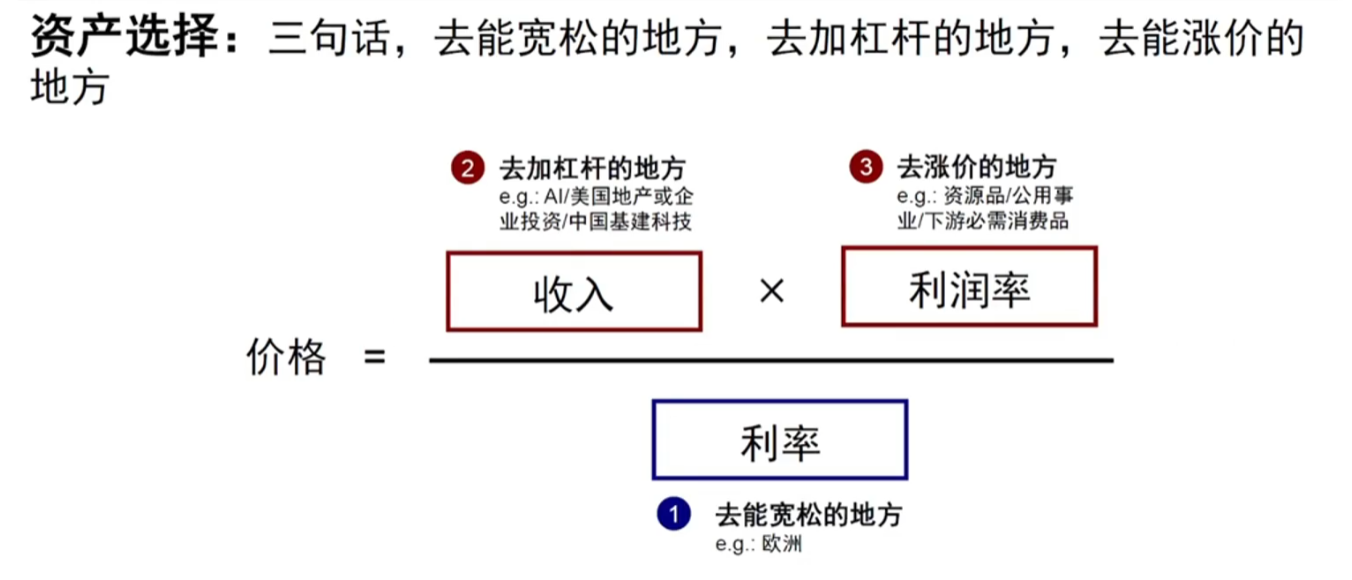 资产选择：三句话，去能宽松的地方，去加杠杆的地方，去能涨价的
地方
2 去加杠杆的地方
e.g.: AI/美国地产或企
业投资/中国基建科技
3 去涨价的地方
e.g.: 资源品/公用事
业/下游必需消费品
收入 × 利润率
价格 =
利率
1 去能宽松的地方
e.g.: 欧洲